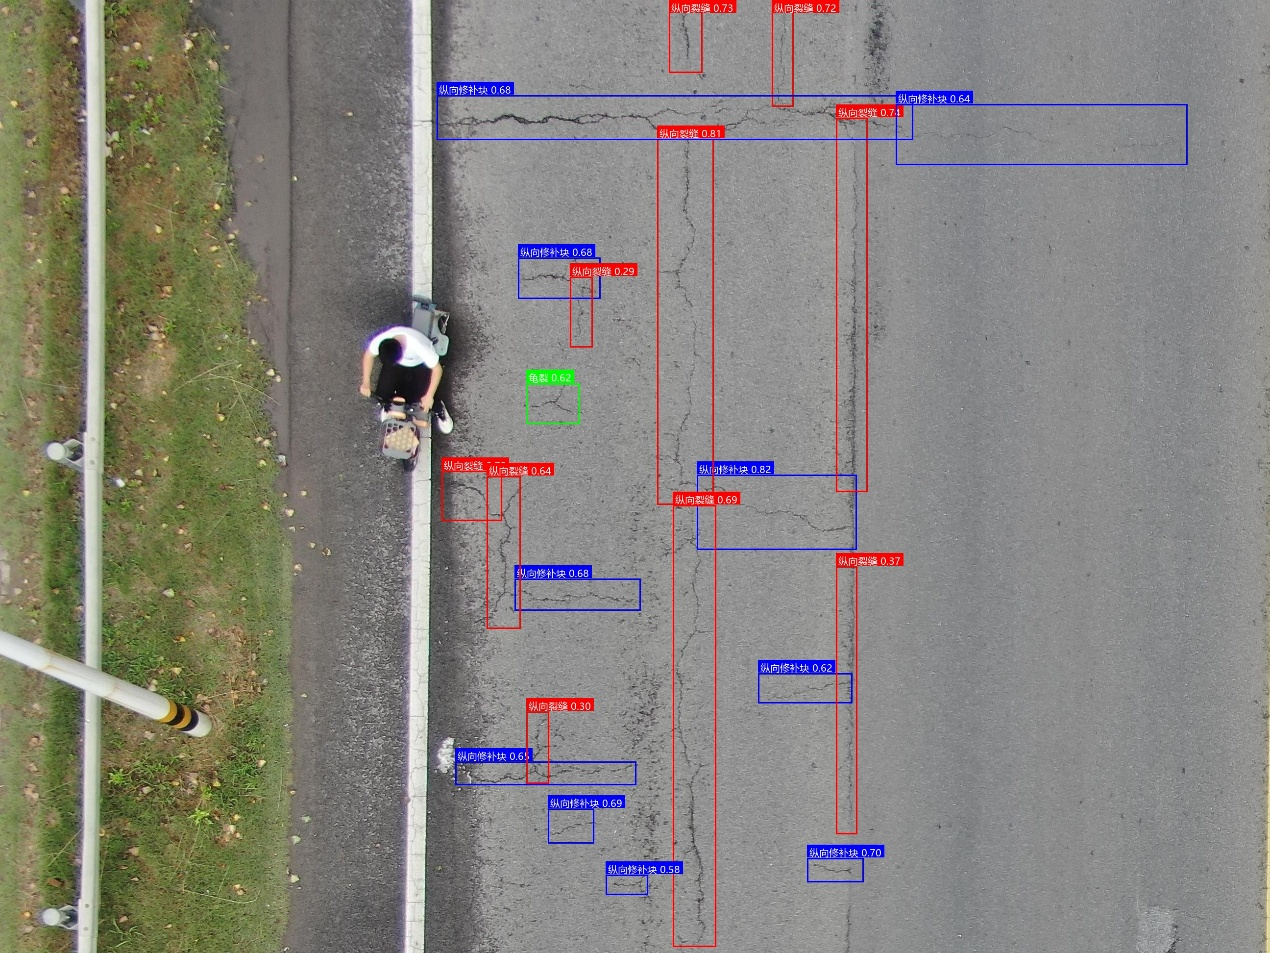 纵向裂缝 0.73
纵向裂缝 0.72
纵向修补块 0.68
纵向修补块 0.64
纵向裂缝 0.74
纵向裂缝 0.81
纵向修补块 0.68
纵向裂缝 0.29
龟裂 0.62
纵向裂缝
纵向裂缝 0.64
纵向修补块 0.82
纵向裂缝 0.69
纵向裂缝 0.37
纵向修补块 0.68
纵向修补块 0.62
纵向裂缝 0.30
纵向修补块 0.65
纵向修补块 0.69
纵向修补块 0.70
纵向修补块 0.58